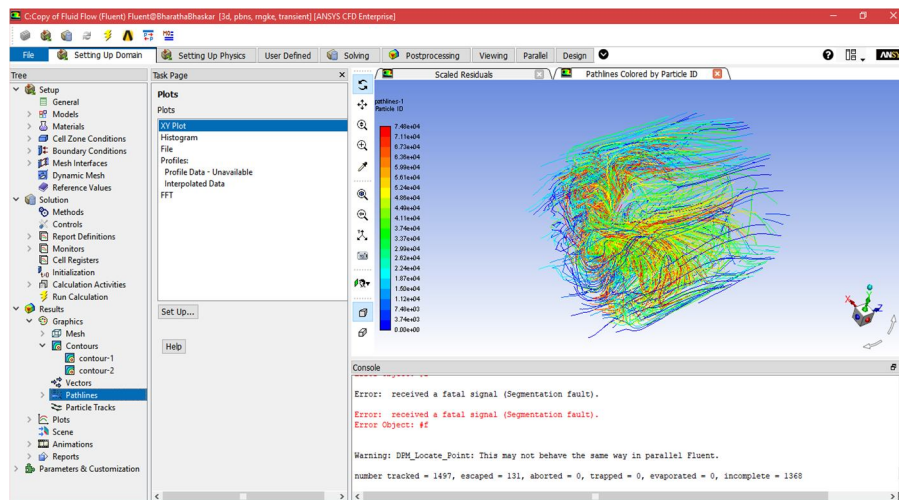 C:Copy of Fluid Flow (Fluent) Fluent@BharathaBhaskar [3d, pbns, rngke, transient] [ANSYS CFD Enterprise]
File Setting Up Domain Setting Up Physics User Defined Solving Postprocessing Viewing Parallel Design ANSYS
Tree
Setup
General
Models
Materials
Cell Zone Conditions
Boundary Conditions
Mesh Interfaces
Dynamic Mesh
Reference Values
Solution
Methods
Controls
Report Definitions
Monitors
Cell Registers
Initialization
Calculation Activities
Run Calculation
Results
Graphics
Mesh
Contours
contour-1
contour-2
Vectors
Pathlines
Particle Tracks
Plots
Scene
Animations
Reports
Parameters & Customization
Task Page
Plots
Plots
XY Plot
Histogram
File
Profiles:
Profile Data - Unavailable
Interpolated Data
FFT
Set Up...
Help
Scaled Residuals
Pathlines Colored by Particle ID
pathlines-1
Particle ID
7.48e+04
7.11e+04
6.73e+04
6.36e+04
5.99e+04
5.61e+04
5.24e+04
4.86e+04
4.49e+04
4.11e+04
3.74e+04
3.37e+04
2.99e+04
2.62e+04
2.24e+04
1.87e+04
1.50e+04
1.12e+04
7.48e+03
3.74e+03
0.00e+00
X
Z
Console
Error: received a fatal signal (Segmentation fault).
Error: received a fatal signal (Segmentation fault).
Error Object: #f
Warning: DPM_Locate_Point: This may not behave the same way in parallel Fluent.
number tracked = 1497, escaped = 131, aborted = 0, trapped = 0, evaporated = 0, incomplete = 1368